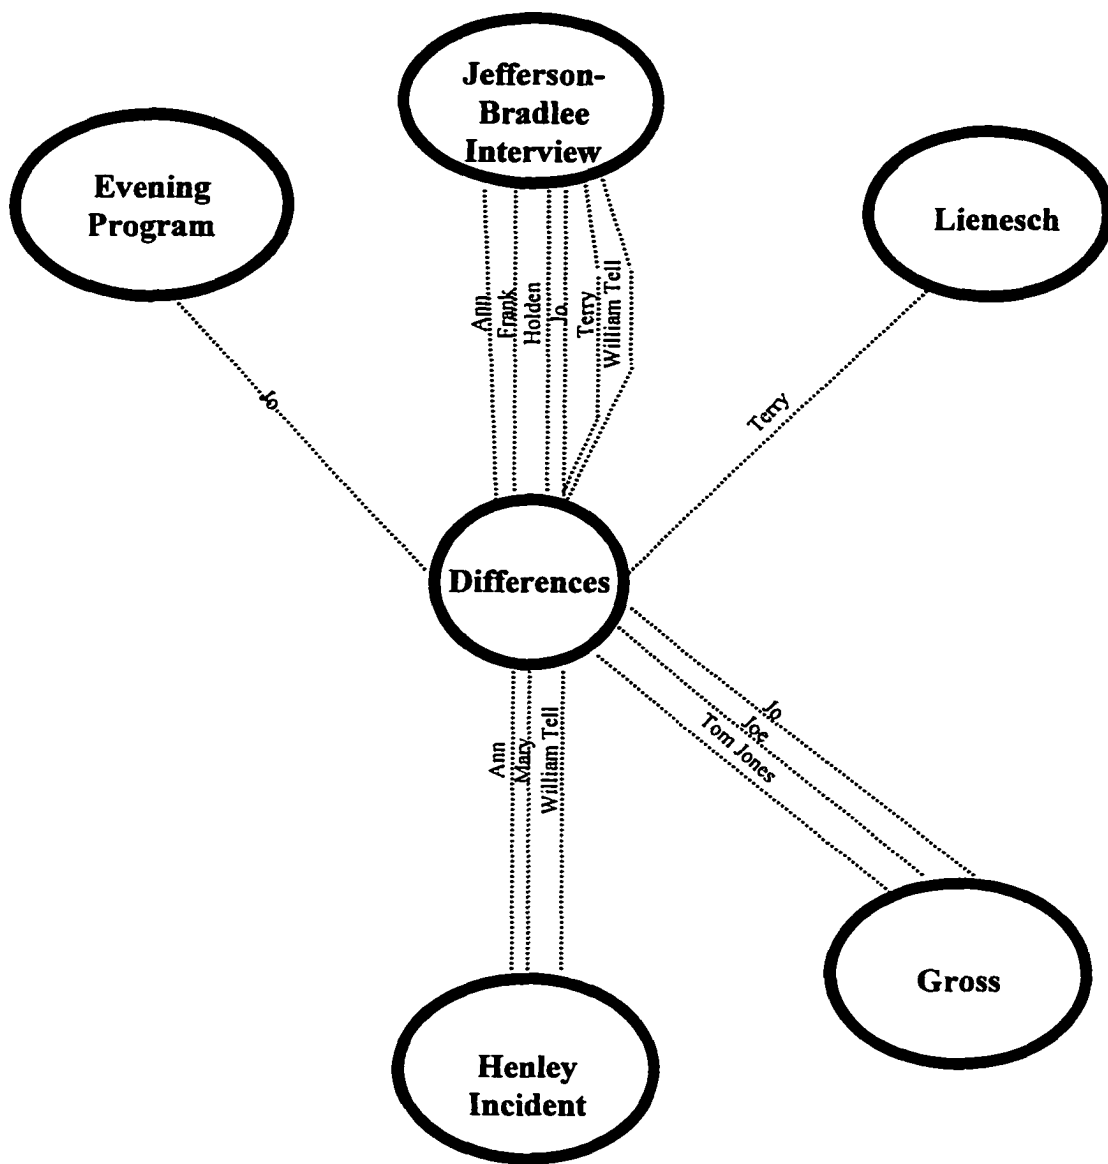 Jefferson-
Bradlee
Interview
Evening
Program
Lienesch
Ann
Frank
Holden
Jo
Terry
William Tell
Jo
Terry
Differences
Ann
Mary
William Tell
Jo
Joe
Tom Jones
Gross
Henley
Incident